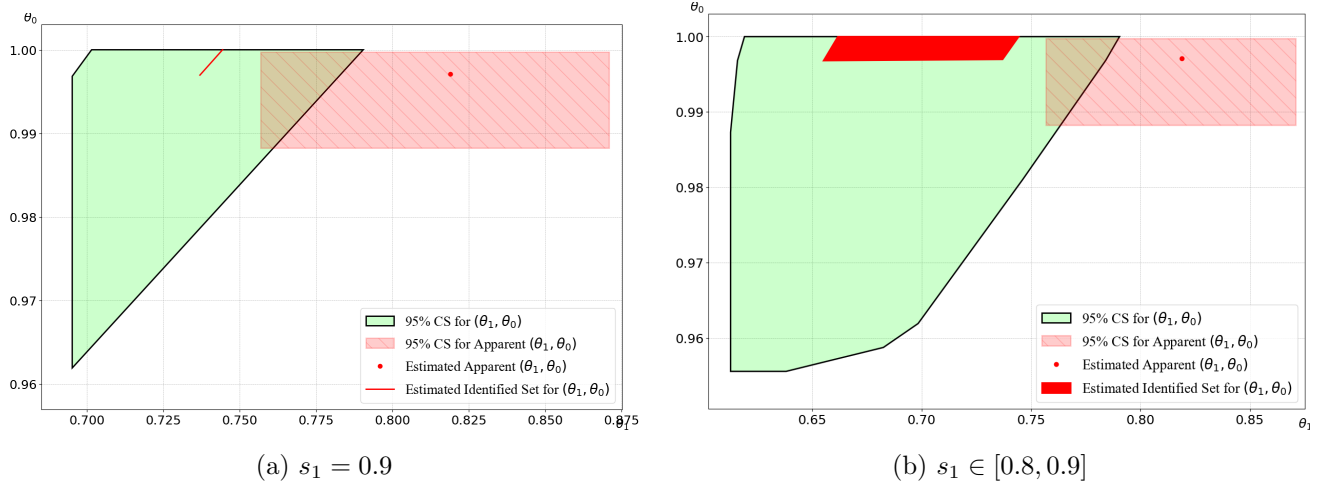 θ₀
1.00
0.99
0.98
0.97
0.96
0.700
0.725
0.750
0.775
0.800
0.825
0.850
0.875
θ₁
95% CS for (θ₁, θ₀)
95% CS for Apparent (θ₁, θ₀)
Estimated Apparent (θ₁, θ₀)
Estimated Identified Set for (θ₁, θ₀)
(a) s₁ = 0.9
θ₀
1.00
0.99
0.98
0.97
0.96
0.65
0.70
0.75
0.80
0.85
θ₁
95% CS for (θ₁, θ₀)
95% CS for Apparent (θ₁, θ₀)
Estimated Apparent (θ₁, θ₀)
Estimated Identified Set for (θ₁, θ₀)
(b) s₁ ∈ [0.8, 0.9]